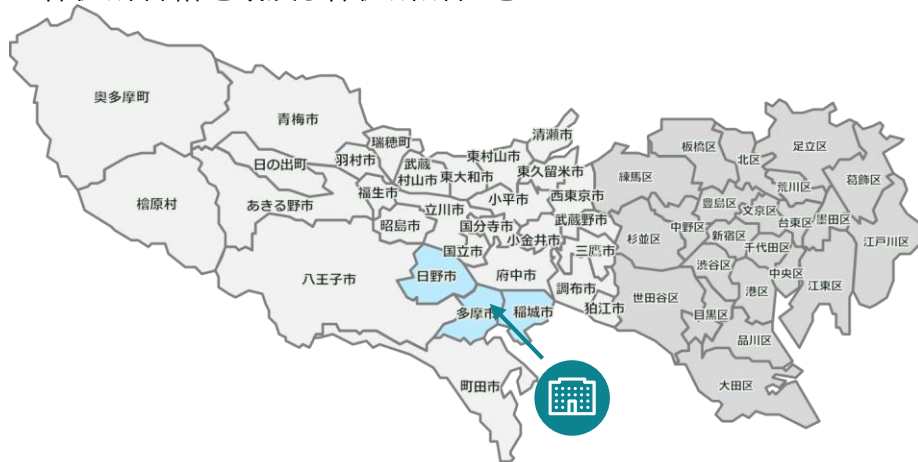 奥多摩町
青梅市
瑞穂町
清瀬市
板橋区
足立区
北区
羽村市
武蔵
村山市
東村山市
東大和市
東久留米市
日の出町
練馬区
荒川区
葛飾区
檜原村
あきる野市
福生市
小平市
西東京市
豊島区
文京区
台東区
墨田区
昭島市
立川市
国分寺市
武蔵野市
杉並区
中野区
新宿区
千代田区
江戸川区
国立市
小金井市
三鷹市
渋谷区
中央区
八王子市
日野市
府中市
調布市
世田谷区
港区
江東区
多摩市
稲城市
狛江市
目黒区
品川区
町田市
大田区